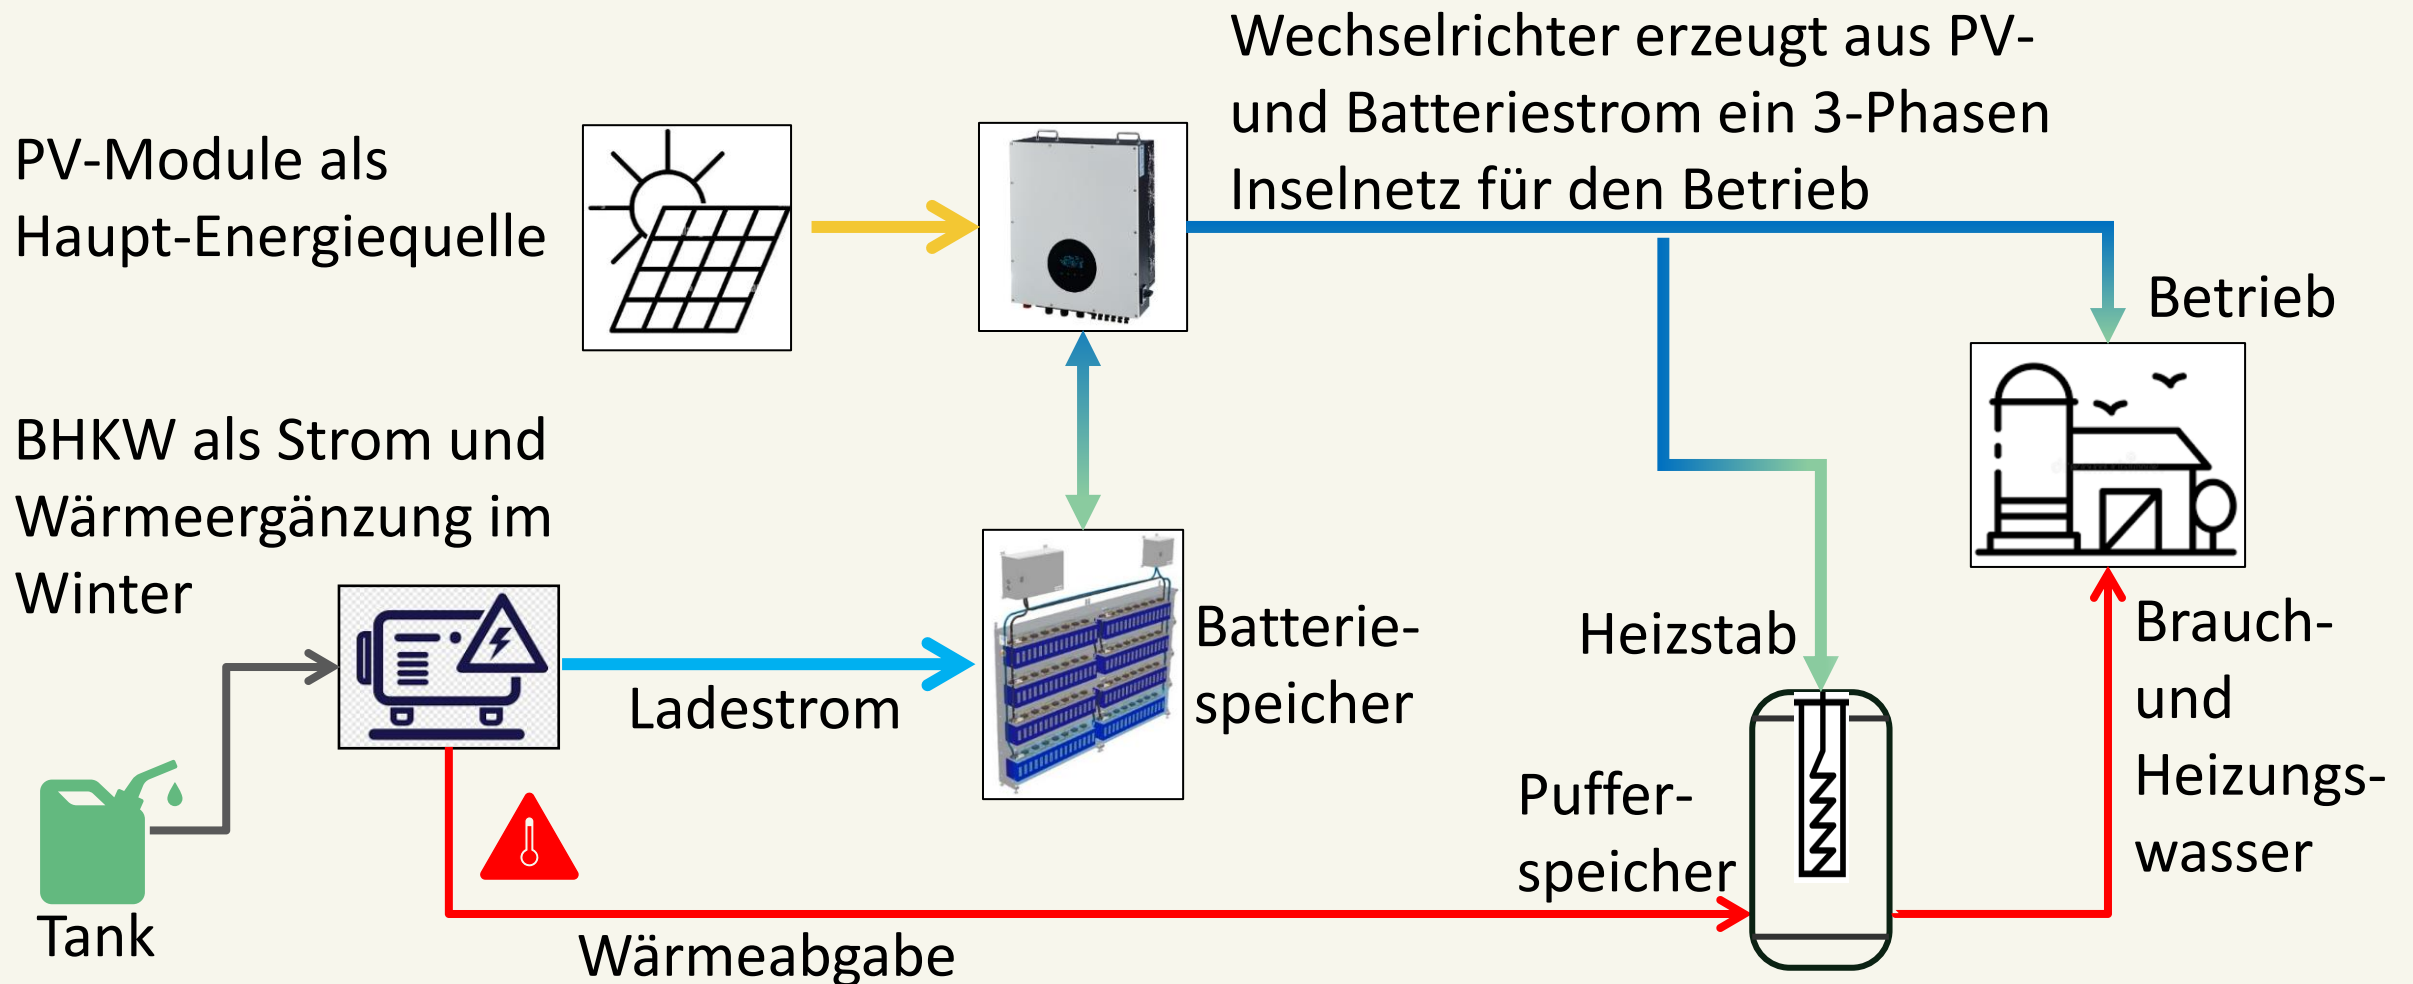 Wechselrichter erzeugt aus PV-
und Batteriestrom ein 3-Phasen
Inselnetz für den Betrieb
PV-Module als
Haupt-Energiequelle
Betrieb
BHKW als Strom und
Wärmeergänzung im
Winter
Ladestrom
Batterie-
speicher
Heizstab
Brauch-
und
Heizungs-
wasser
Puffer-
speicher
Tank
Wärmeabgabe